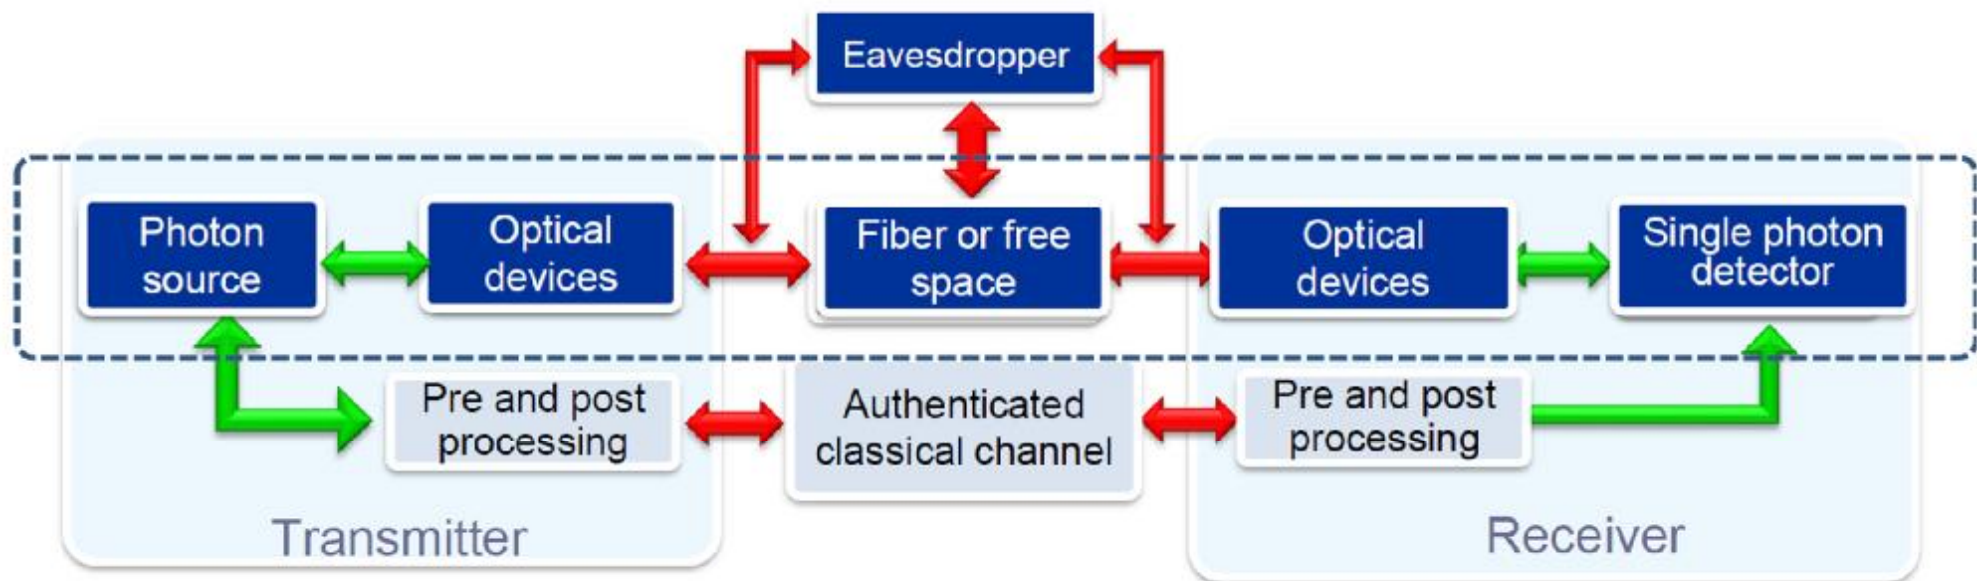 Eavesdropper
Photon
source
Optical
devices
Fiber or free
space
Optical
devices
Single photon
detector
Pre and post
processing
Authenticated
classical channel
Pre and post
processing
Transmitter
Receiver